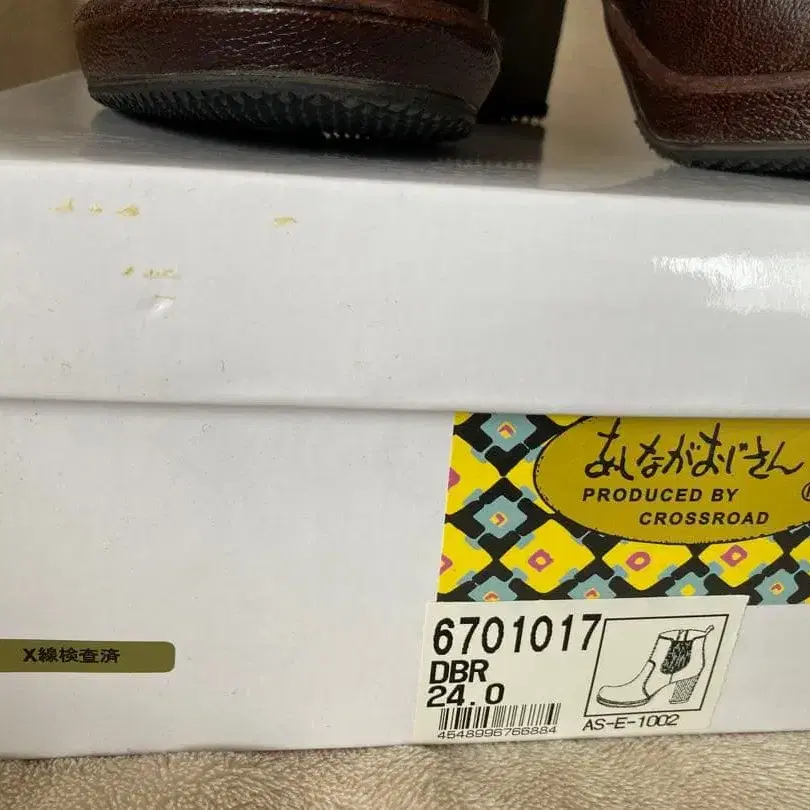 あしながおじさん
PRODUCED BY
CROSSROAD
X線検査済
6701017
DBR
24.0
4548996766884
AS-E-1002